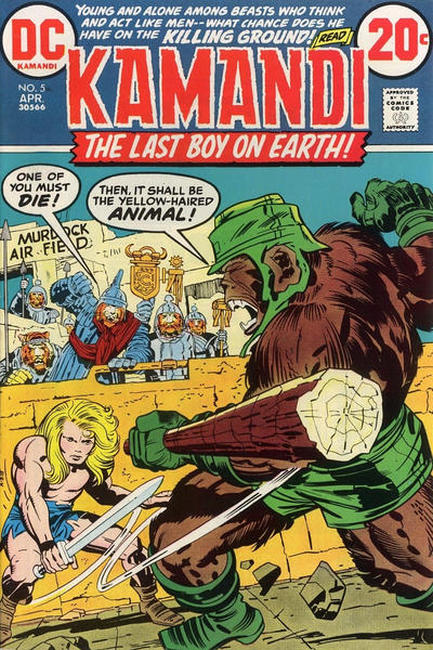 YOUNG AND ALONE AMONG BEASTS WHO THINK
AND ACT LIKE MEN--WHAT CHANCE DOES HE
HAVE ON THE KILLING GROUND! READ
DC
KAMANDI
20¢
NO. 5
APR.
30566
APPROVED
BY THE
COMICS
CODE
CA
AUTHORITY
KAMANDI
THE LAST BOY ON EARTH!
ONE OF
YOU MUST
DIE!
THEN, IT SHALL BE
THE YELLOW-HAIRED
ANIMAL!
MURDOCK
AIR FIELD